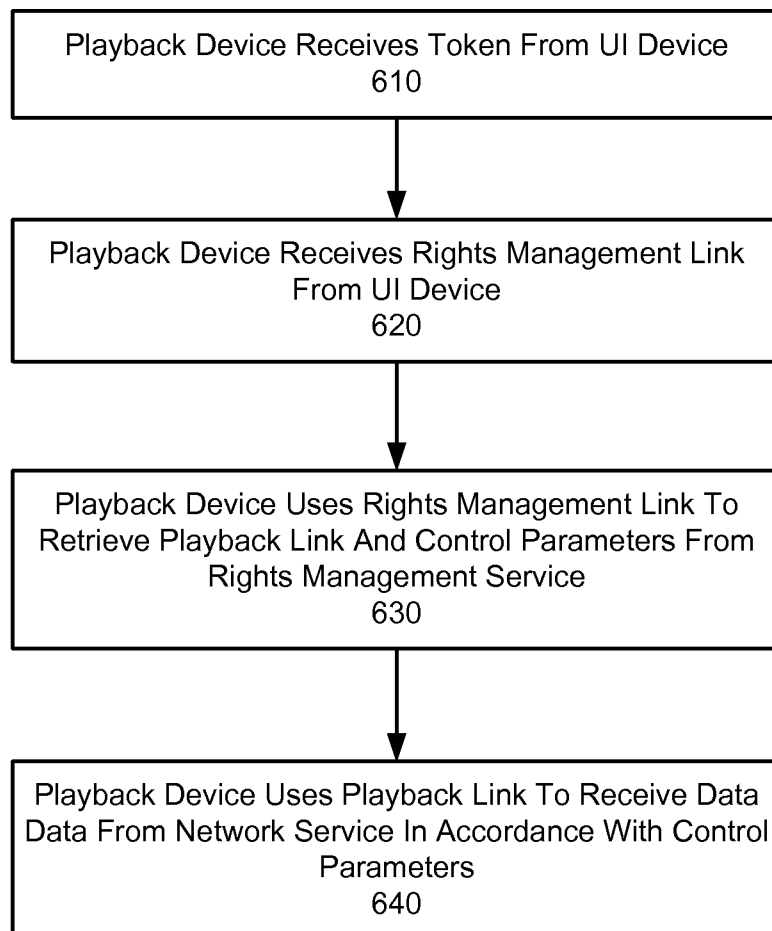 Playback Device Receives Token From UI Device
610
Playback Device Receives Rights Management Link
From UI Device
620
Playback Device Uses Rights Management Link To
Retrieve Playback Link And Control Parameters From
Rights Management Service
630
Playback Device Uses Playback Link To Receive Data
Data From Network Service In Accordance With Control
Parameters
640